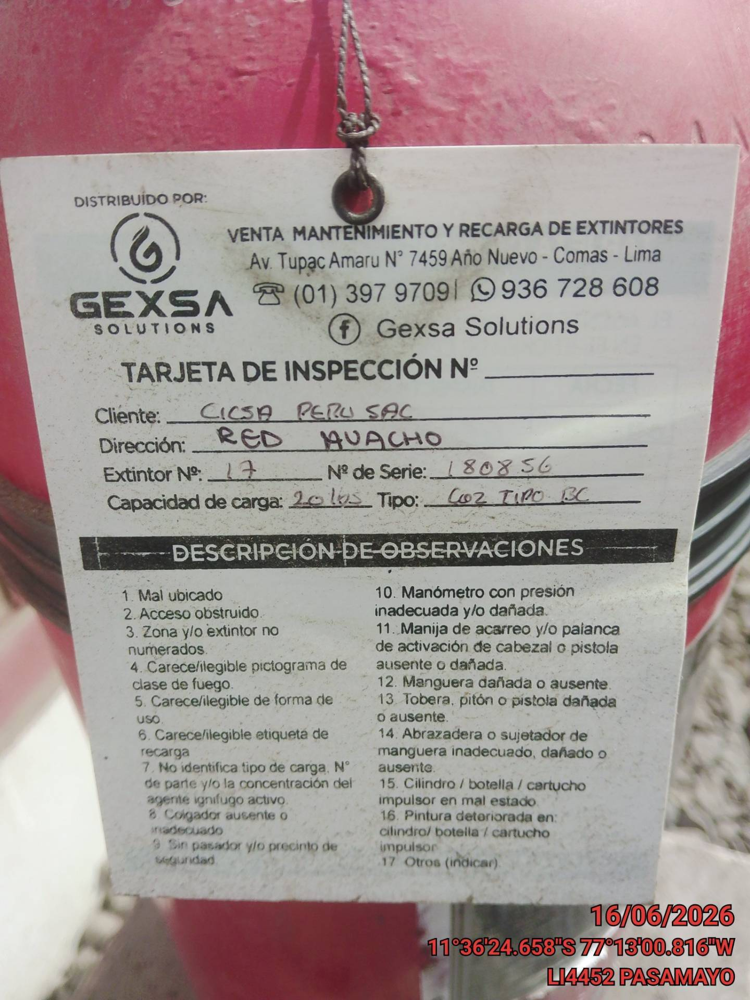 DISTRIBUÍDO POR:
GEXSA
SOLUTIONS
VENTA MANTENIMIENTO Y RECARGA DE EXTINTORES
Av. Tupac Amaru N° 7459 Año Nuevo - Comas - Lima
(01) 397 9709 | 936 728 608
Gexsa Solutions
TARJETA DE INSPECCIÓN Nº
Cliente: CICSA PERU SAC
Dirección: RED HUACHO
Extintor Nº: 17 Nº de Serie: 180856
Capacidad de carga: 20 lbs Tipo: CO2 TIPO BC
DESCRIPCIÓN DE OBSERVACIONES
1. Mal ubicado
2. Acceso obstruido.
3. Zona y/o extintor no
numerados.
4. Carece/ilegible pictograma de
clase de fuego.
5. Carece/ilegible de forma de
uso.
6. Carece/ilegible etiqueta de
recarga
7. No identifica tipo de carga, N°
de parte y/o la concentración del
agente ignifugo activo.
8. Colgador ausente o
inadecuado
9. Sin pasador y/o precinto de
seguridad.
10. Manómetro con presión
inadecuada y/o dañada.
11. Manija de acarreo y/o palanca
de activación de cabezal o pistola
ausente o dañada.
12. Manguera dañada o ausente.
13. Tobera, pitón o pistola dañada
o ausente.
14. Abrazadera o sujetador de
manguera inadecuado, dañado o
ausente.
15. Cilindro / botella / cartucho
impulsor en mal estado.
16. Pintura deteriorada en:
cilindro/ botella / cartucho
impulsor
17. Otros (indicar).
16/06/2026
11°36'24.658"S 77°13'00.816"W
LI4452 PASAMAYO